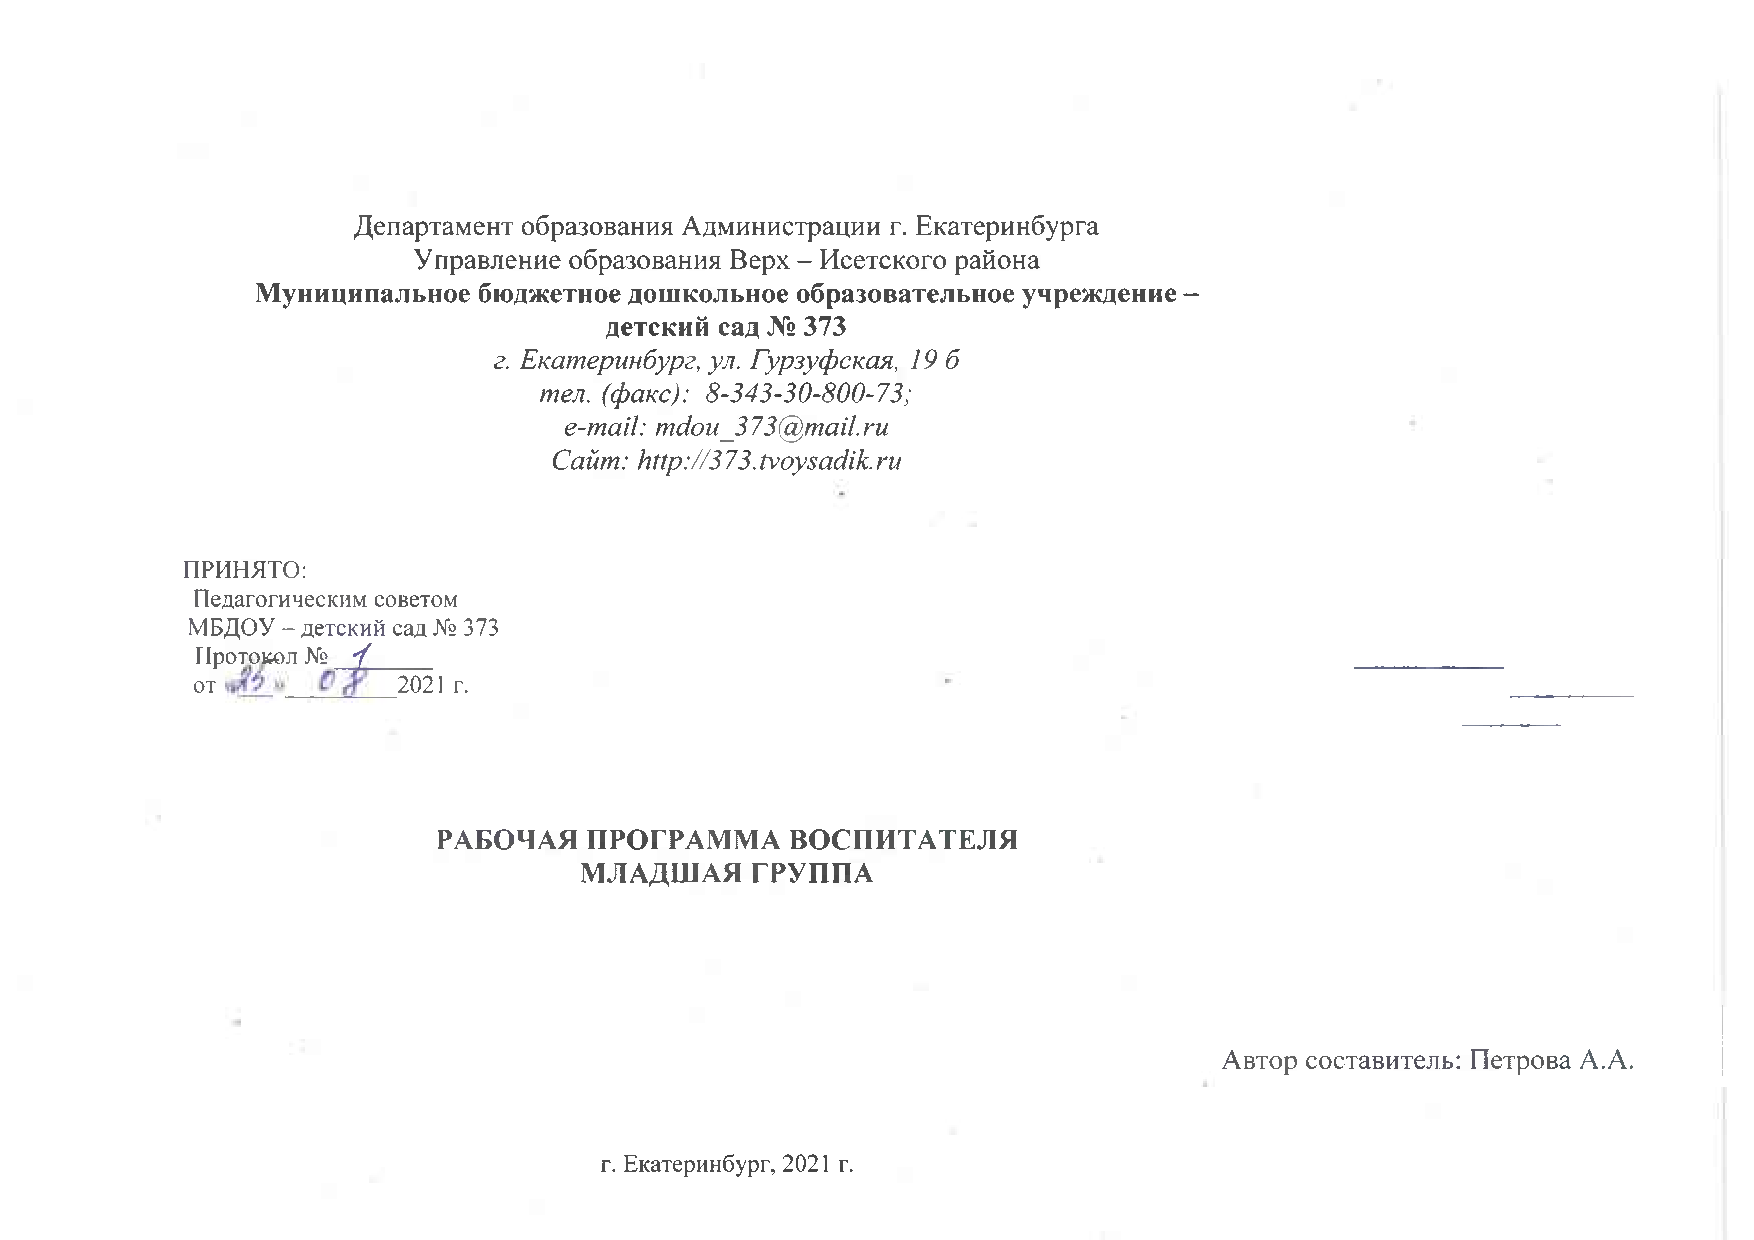 Департамент образования Администрации г. Екатеринбурга
Управление образования Верх – Исетского района
Муниципальное бюджетное дошкольное образовательное учреждение –
детский сад № 373
г. Екатеринбург, ул. Гурзуфская, 19 б
тел. (факс): 8-343-30-800-73;
e-mail: mdou_373@mail.ru
Сайт: http://373.tvoysadik.ru
ПРИНЯТО:
Педагогическим советом
МБДОУ – детский сад № 373
Протокол № 1
от « » 08 2021 г.
РАБОЧАЯ ПРОГРАММА ВОСПИТАТЕЛЯ
МЛАДШАЯ ГРУППА
Автор составитель: Петрова А.А.
г. Екатеринбург, 2021 г.